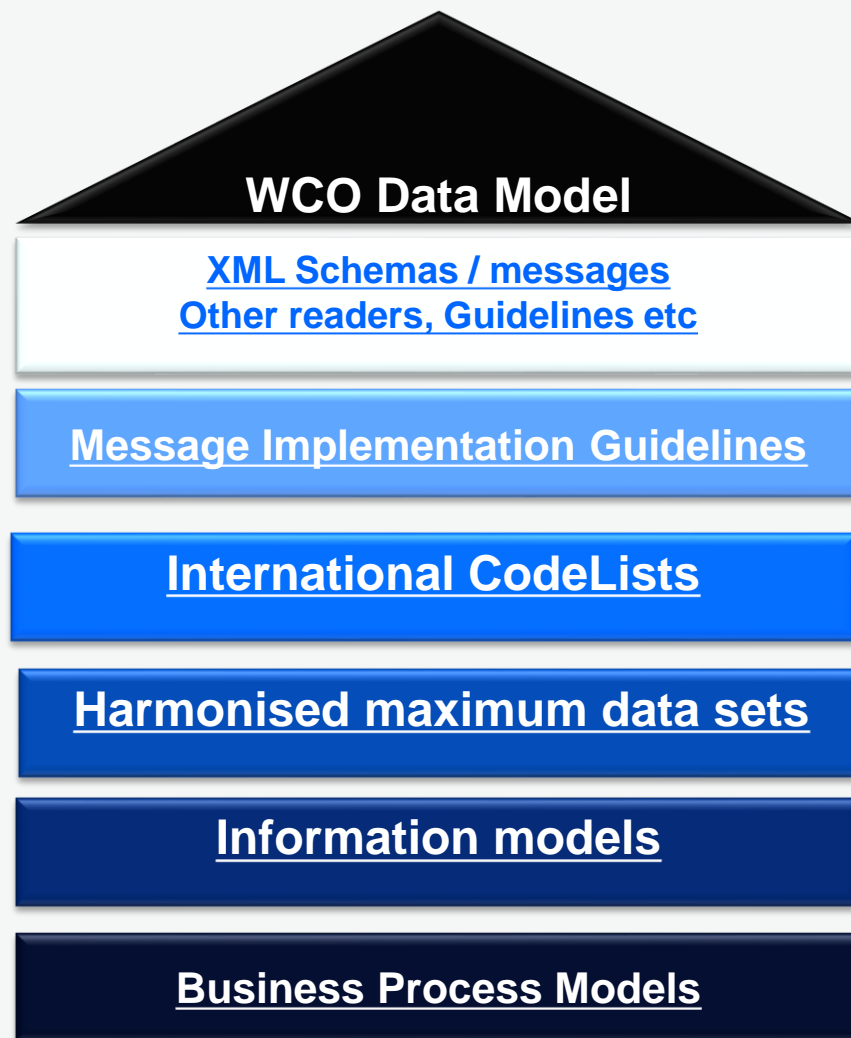 WCO Data Model
XML Schemas / messages
Other readers, Guidelines etc
Message Implementation Guidelines
International CodeLists
Harmonised maximum data sets
Information models
Business Process Models